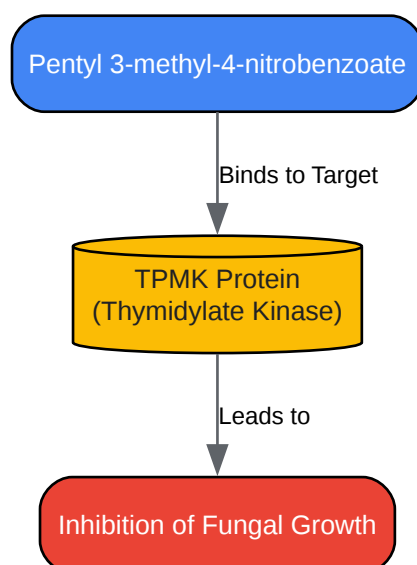 Pentyl 3-methyl-4-nitrobenzoate
Binds to Target
TPMK Protein
(Thymidylate Kinase)
Leads to
Inhibition of Fungal Growth